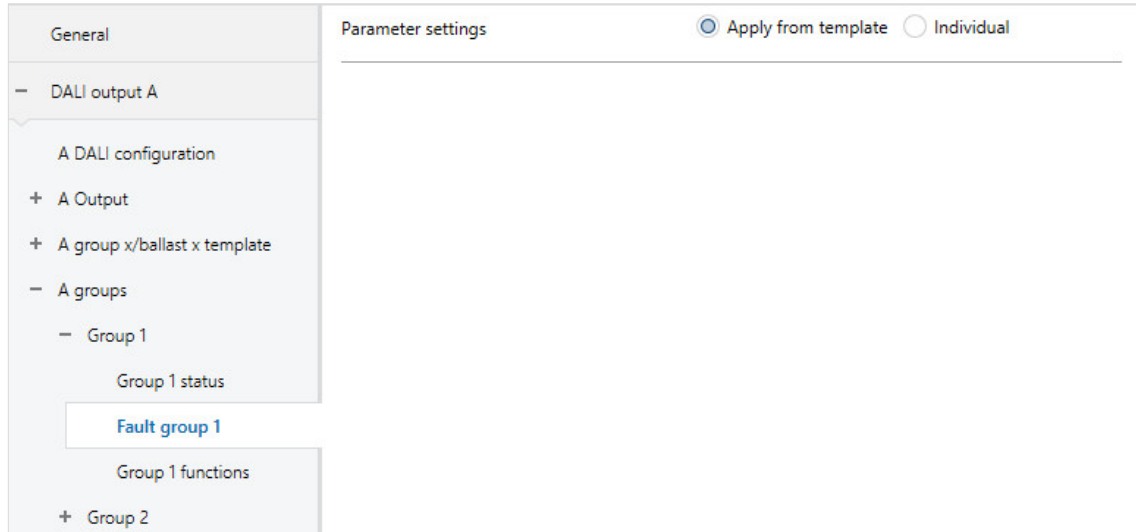 General
Parameter settings Apply from template Individual
DALI output A
A DALI configuration
A Output
A group x/ballast x template
A groups
Group 1
Group 1 status
Fault group 1
Group 1 functions
Group 2